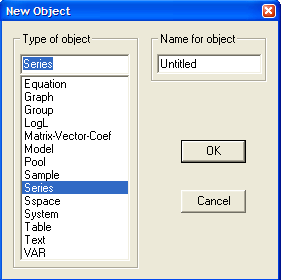 New Object
Type of object
Name for object
Series
Untitled
Equation
Graph
Group
LogL
Matrix-Vector-Coef
Model
Pool
Sample
Series
Sspace
System
Table
Text
VAR
OK
Cancel